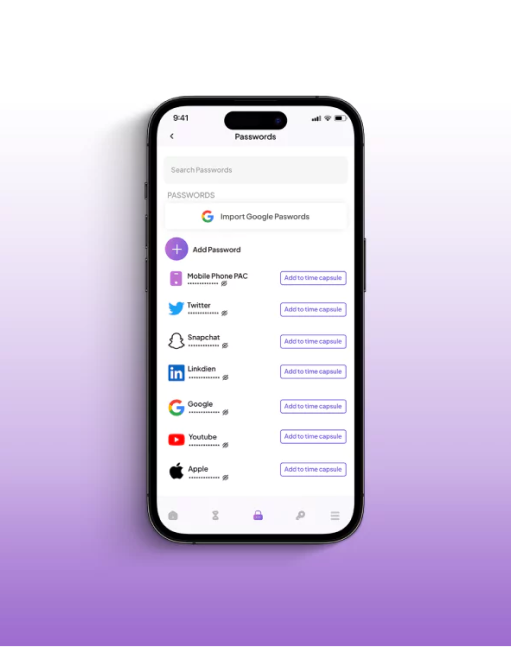 9:41
Passwords
Search Passwords
PASSWORDS
Import Google Paswords
Add Password
Mobile Phone PAC
Add to time capsule
Twitter
Add to time capsule
Snapchat
Add to time capsule
Linkdien
Add to time capsule
Google
Add to time capsule
Youtube
Add to time capsule
Apple
Add to time capsule